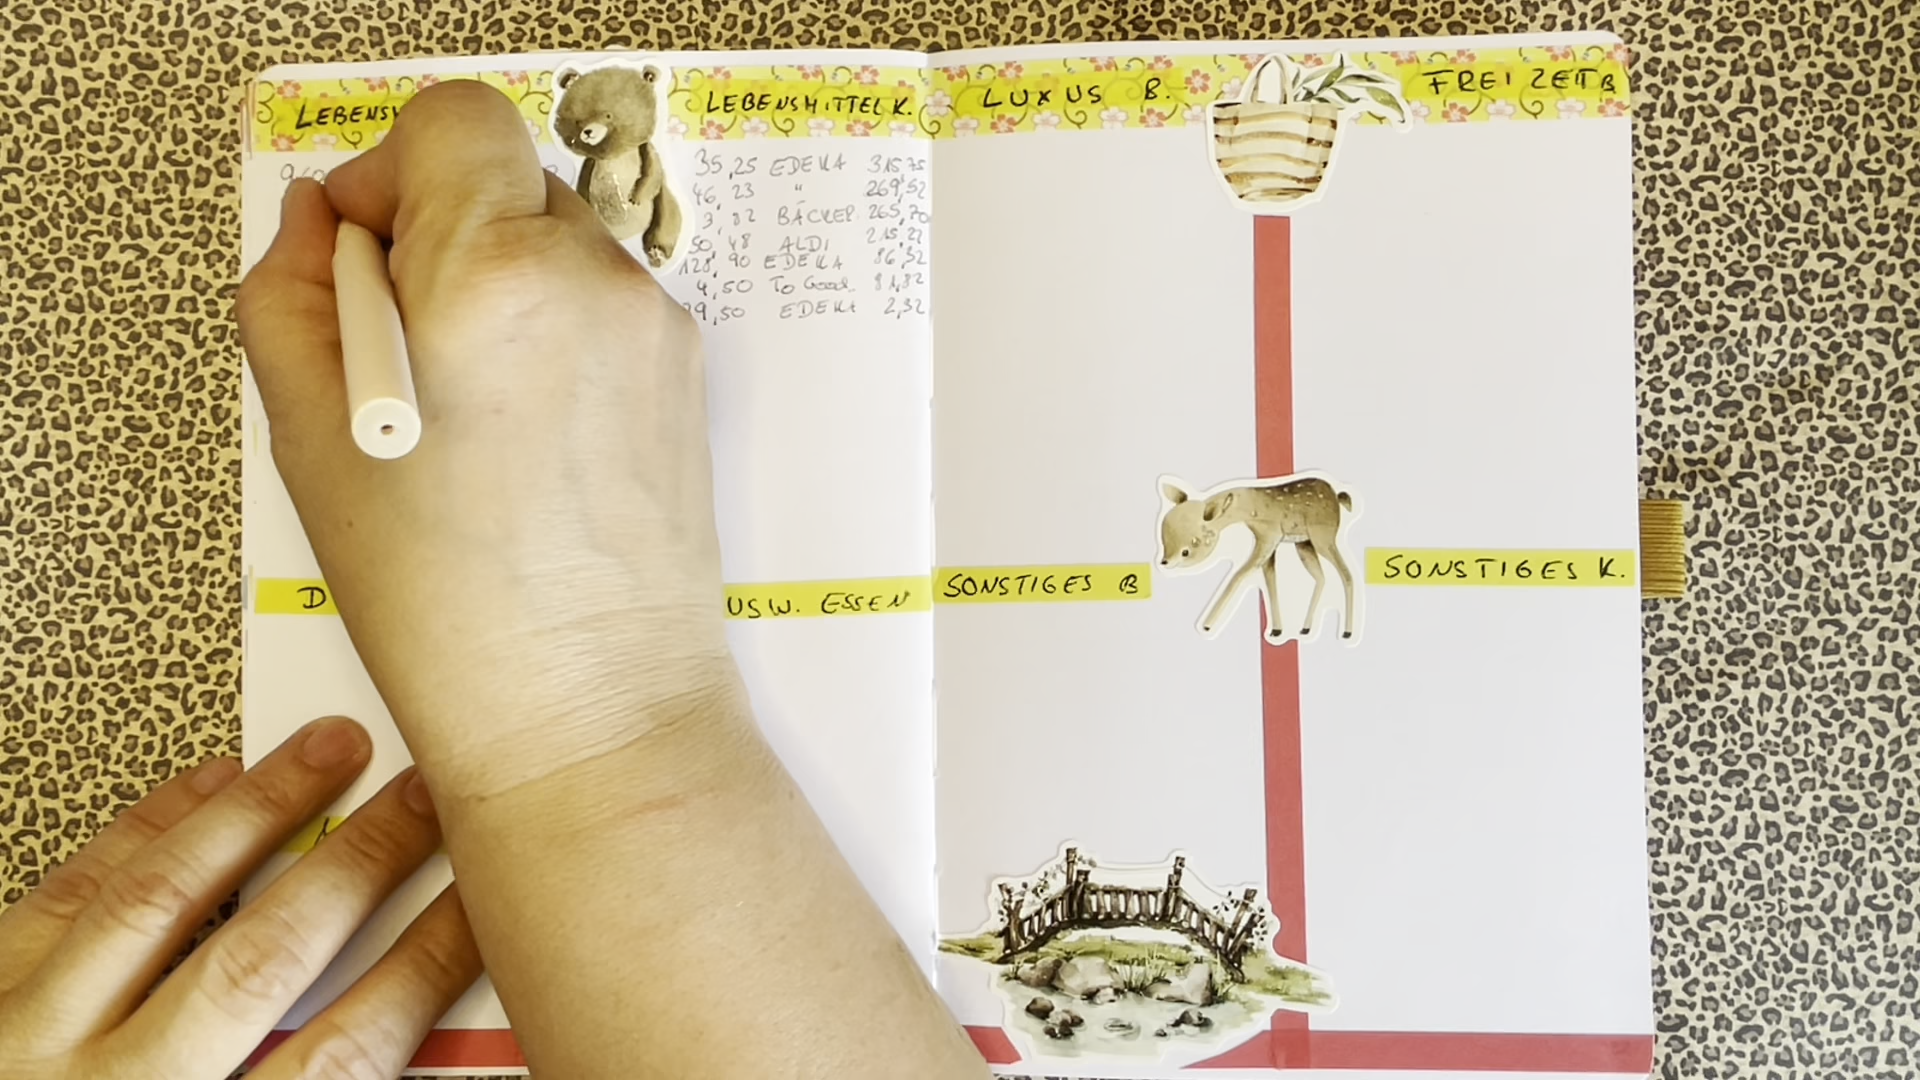 LEBENSM
LEBENSMITTEL K.
LUXUS B.
FREIZEIT B
35,25 EDEKA 315,75
46,23 " 269,52
3,82 BÄCKER 265,70
50,48 ALDI 215,22
128,90 EDEKA 86,32
4,50 To Good 81,82
79,50 EDEKA 2,32
D
USW. ESSEN
SONSTIGES B
SONSTIGES K.